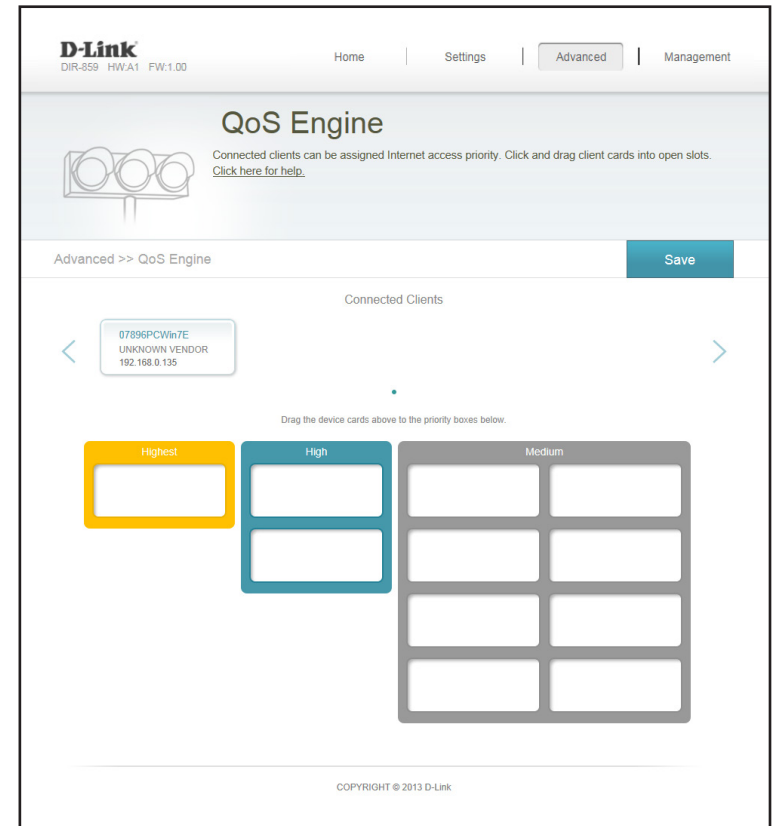 D-Link
DIR-859 HW:A1 FW:1.00
Home
Settings
Advanced
Management
QoS Engine
Connected clients can be assigned Internet access priority. Click and drag client cards into open slots.
Click here for help.
Advanced >> QoS Engine
Save
Connected Clients
07896PCWin7E
UNKNOWN VENDOR
192.168.0.135
Drag the device cards above to the priority boxes below.
Highest
High
Medium
COPYRIGHT © 2013 D-Link